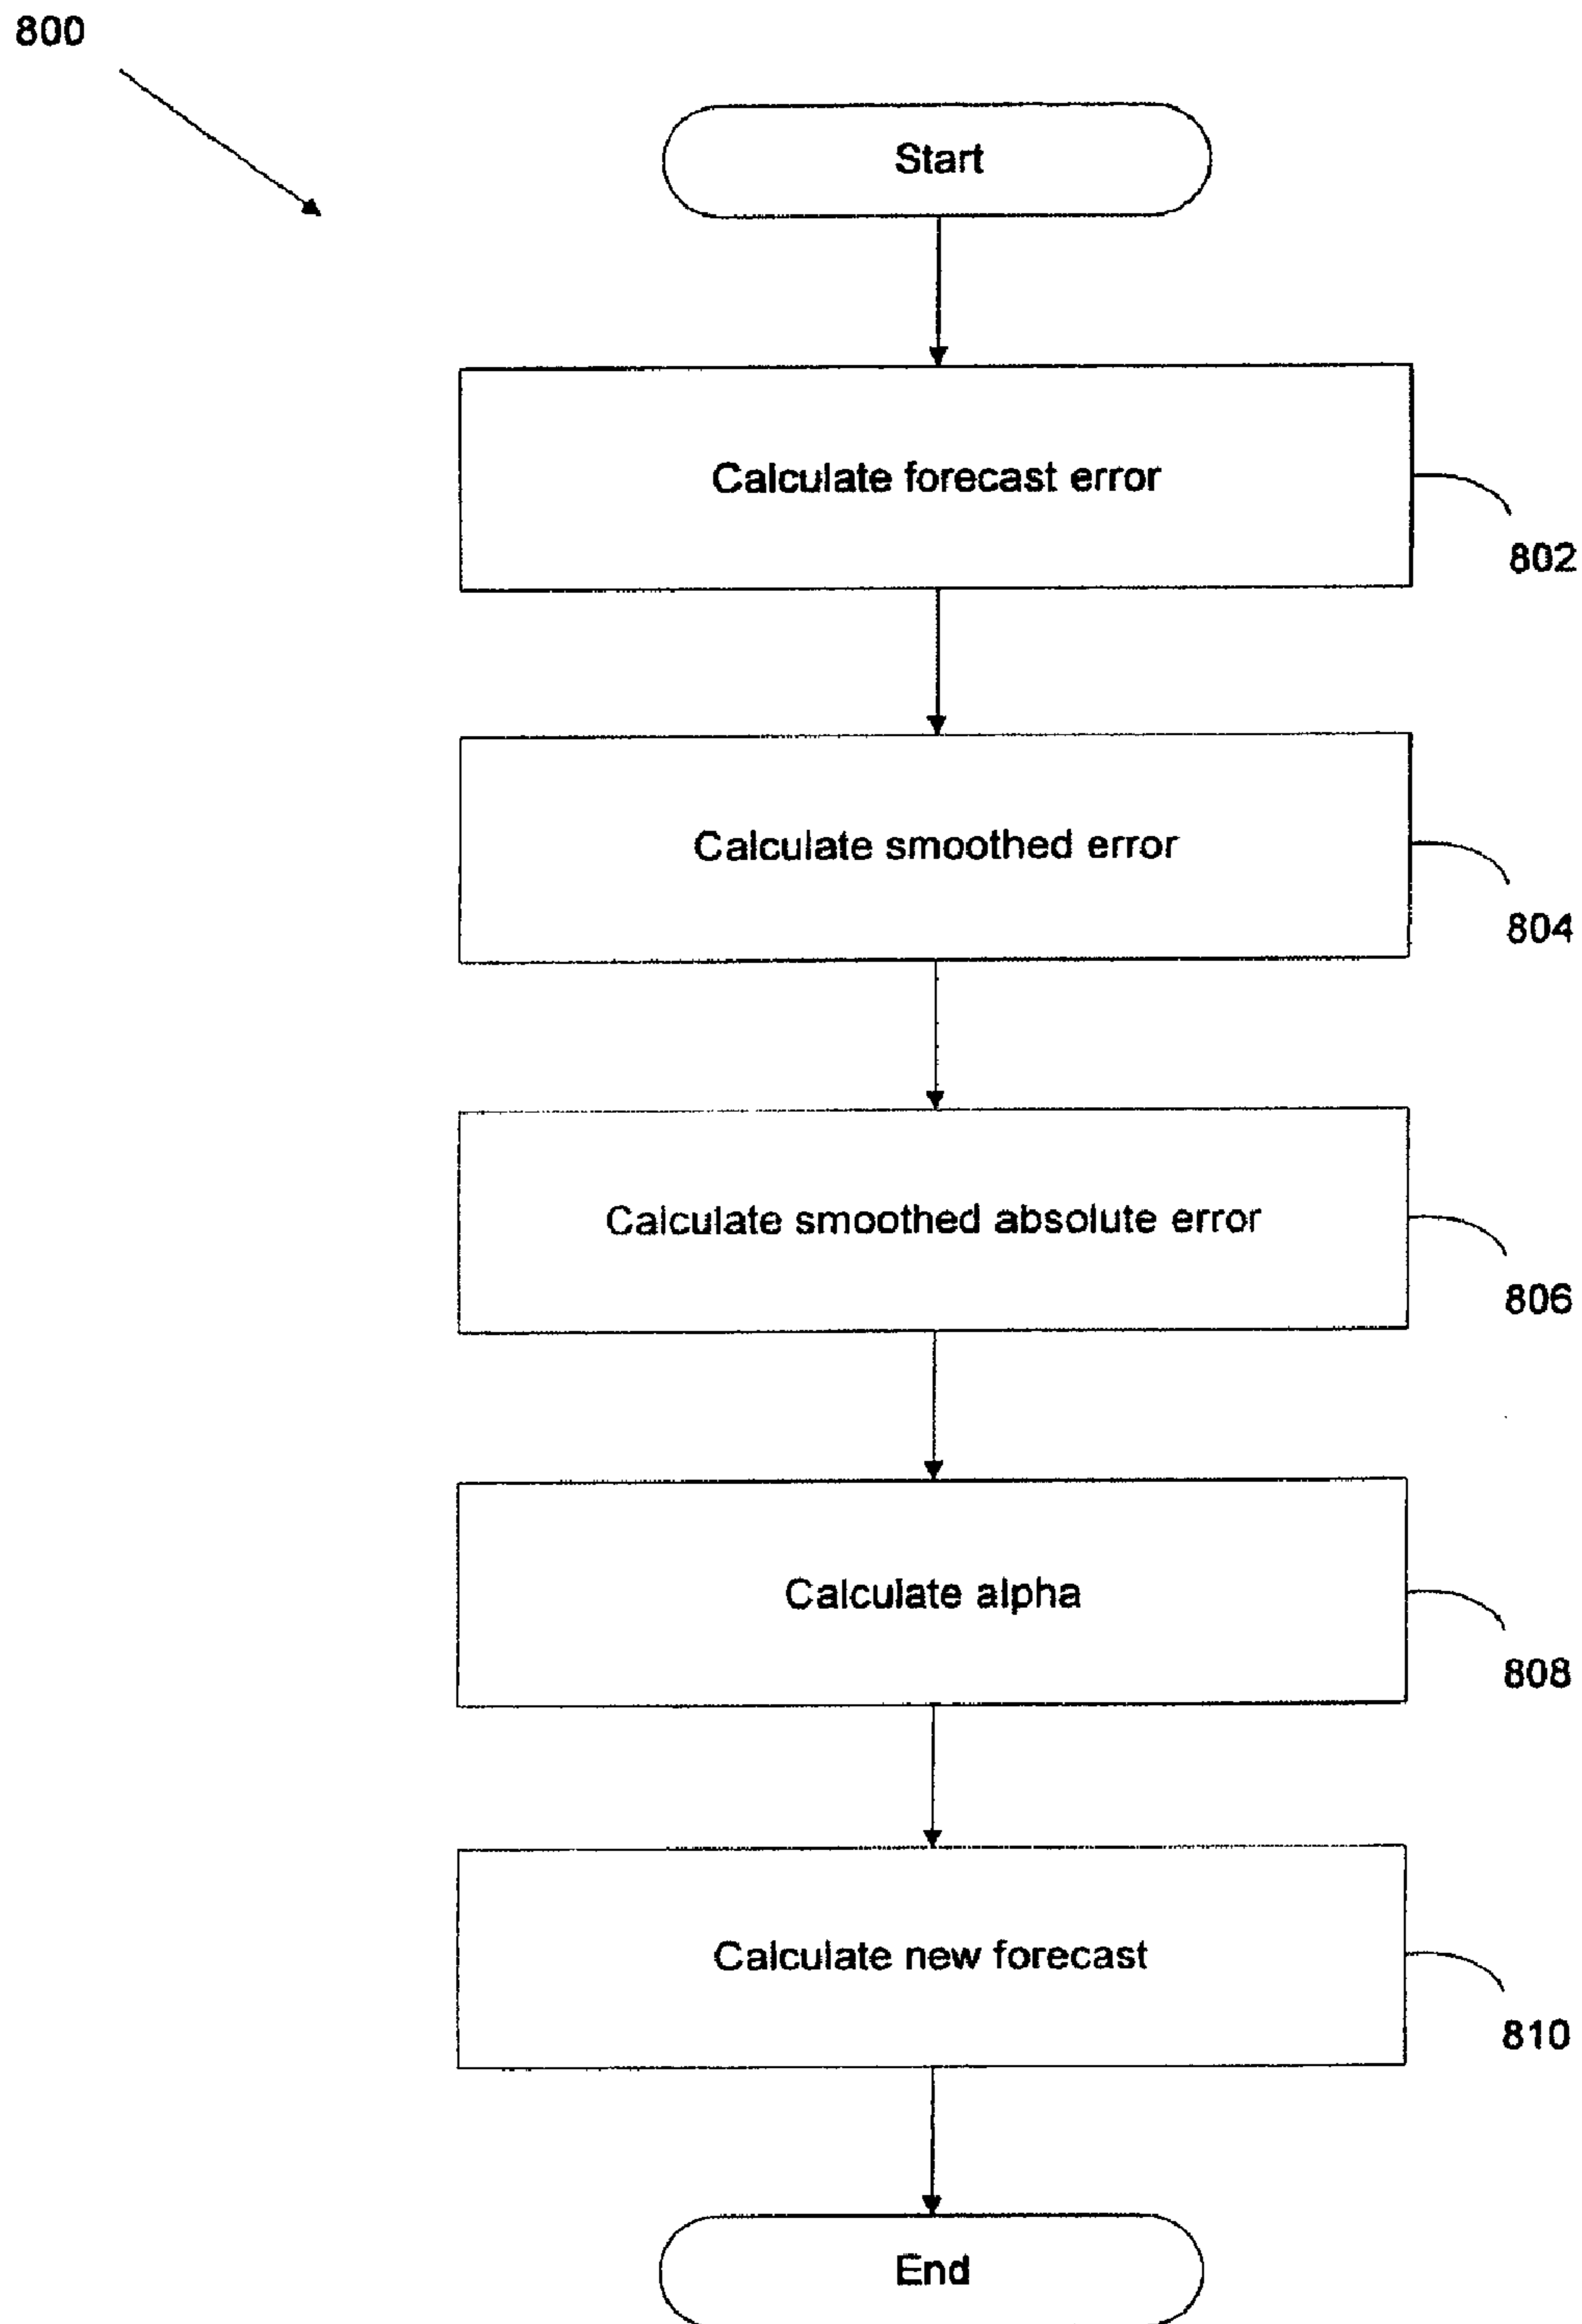 800
Start
Calculate forecast error
802
Calculate smoothed error
804
Calculate smoothed absolute error
806
Calculate alpha
808
Calculate new forecast
810
End